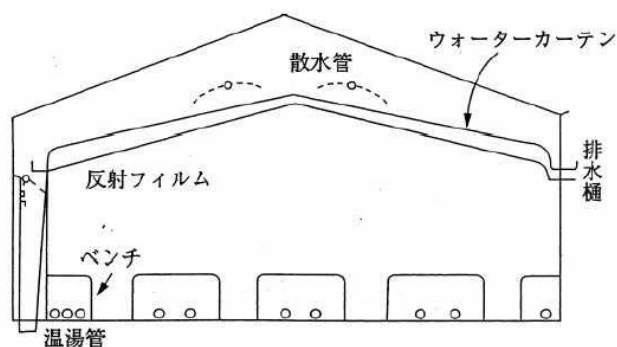 ウォーターカーテン
散水管
排水樋
反射フィルム
ベンチ
温湯管